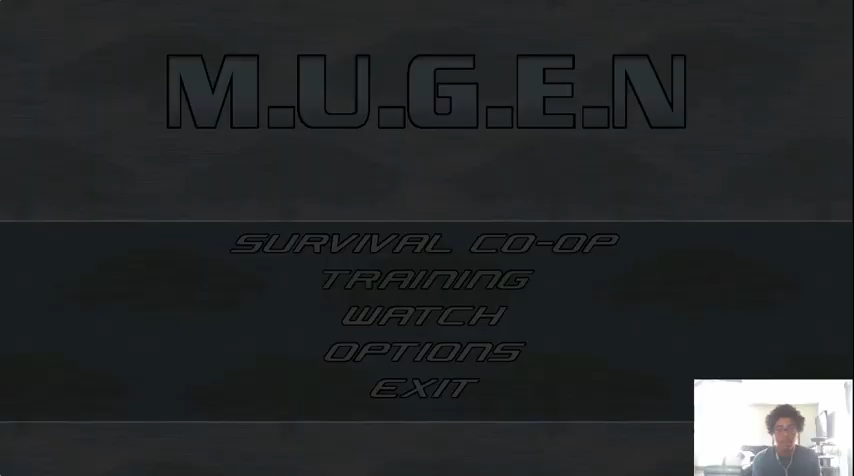 M.U.G.E.N
SURVIVAL CO-OP
TRAINING
WATCH
OPTIONS
EXIT